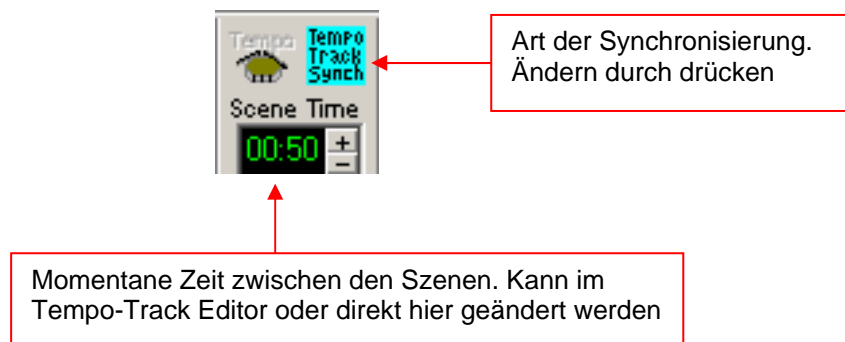 Tempo
Tempo
Track
Synch
Art der Synchronisierung.
Ändern durch drücken
Scene Time
00:50
+
−
Momentane Zeit zwischen den Szenen. Kann im
Tempo-Track Editor oder direkt hier geändert werden